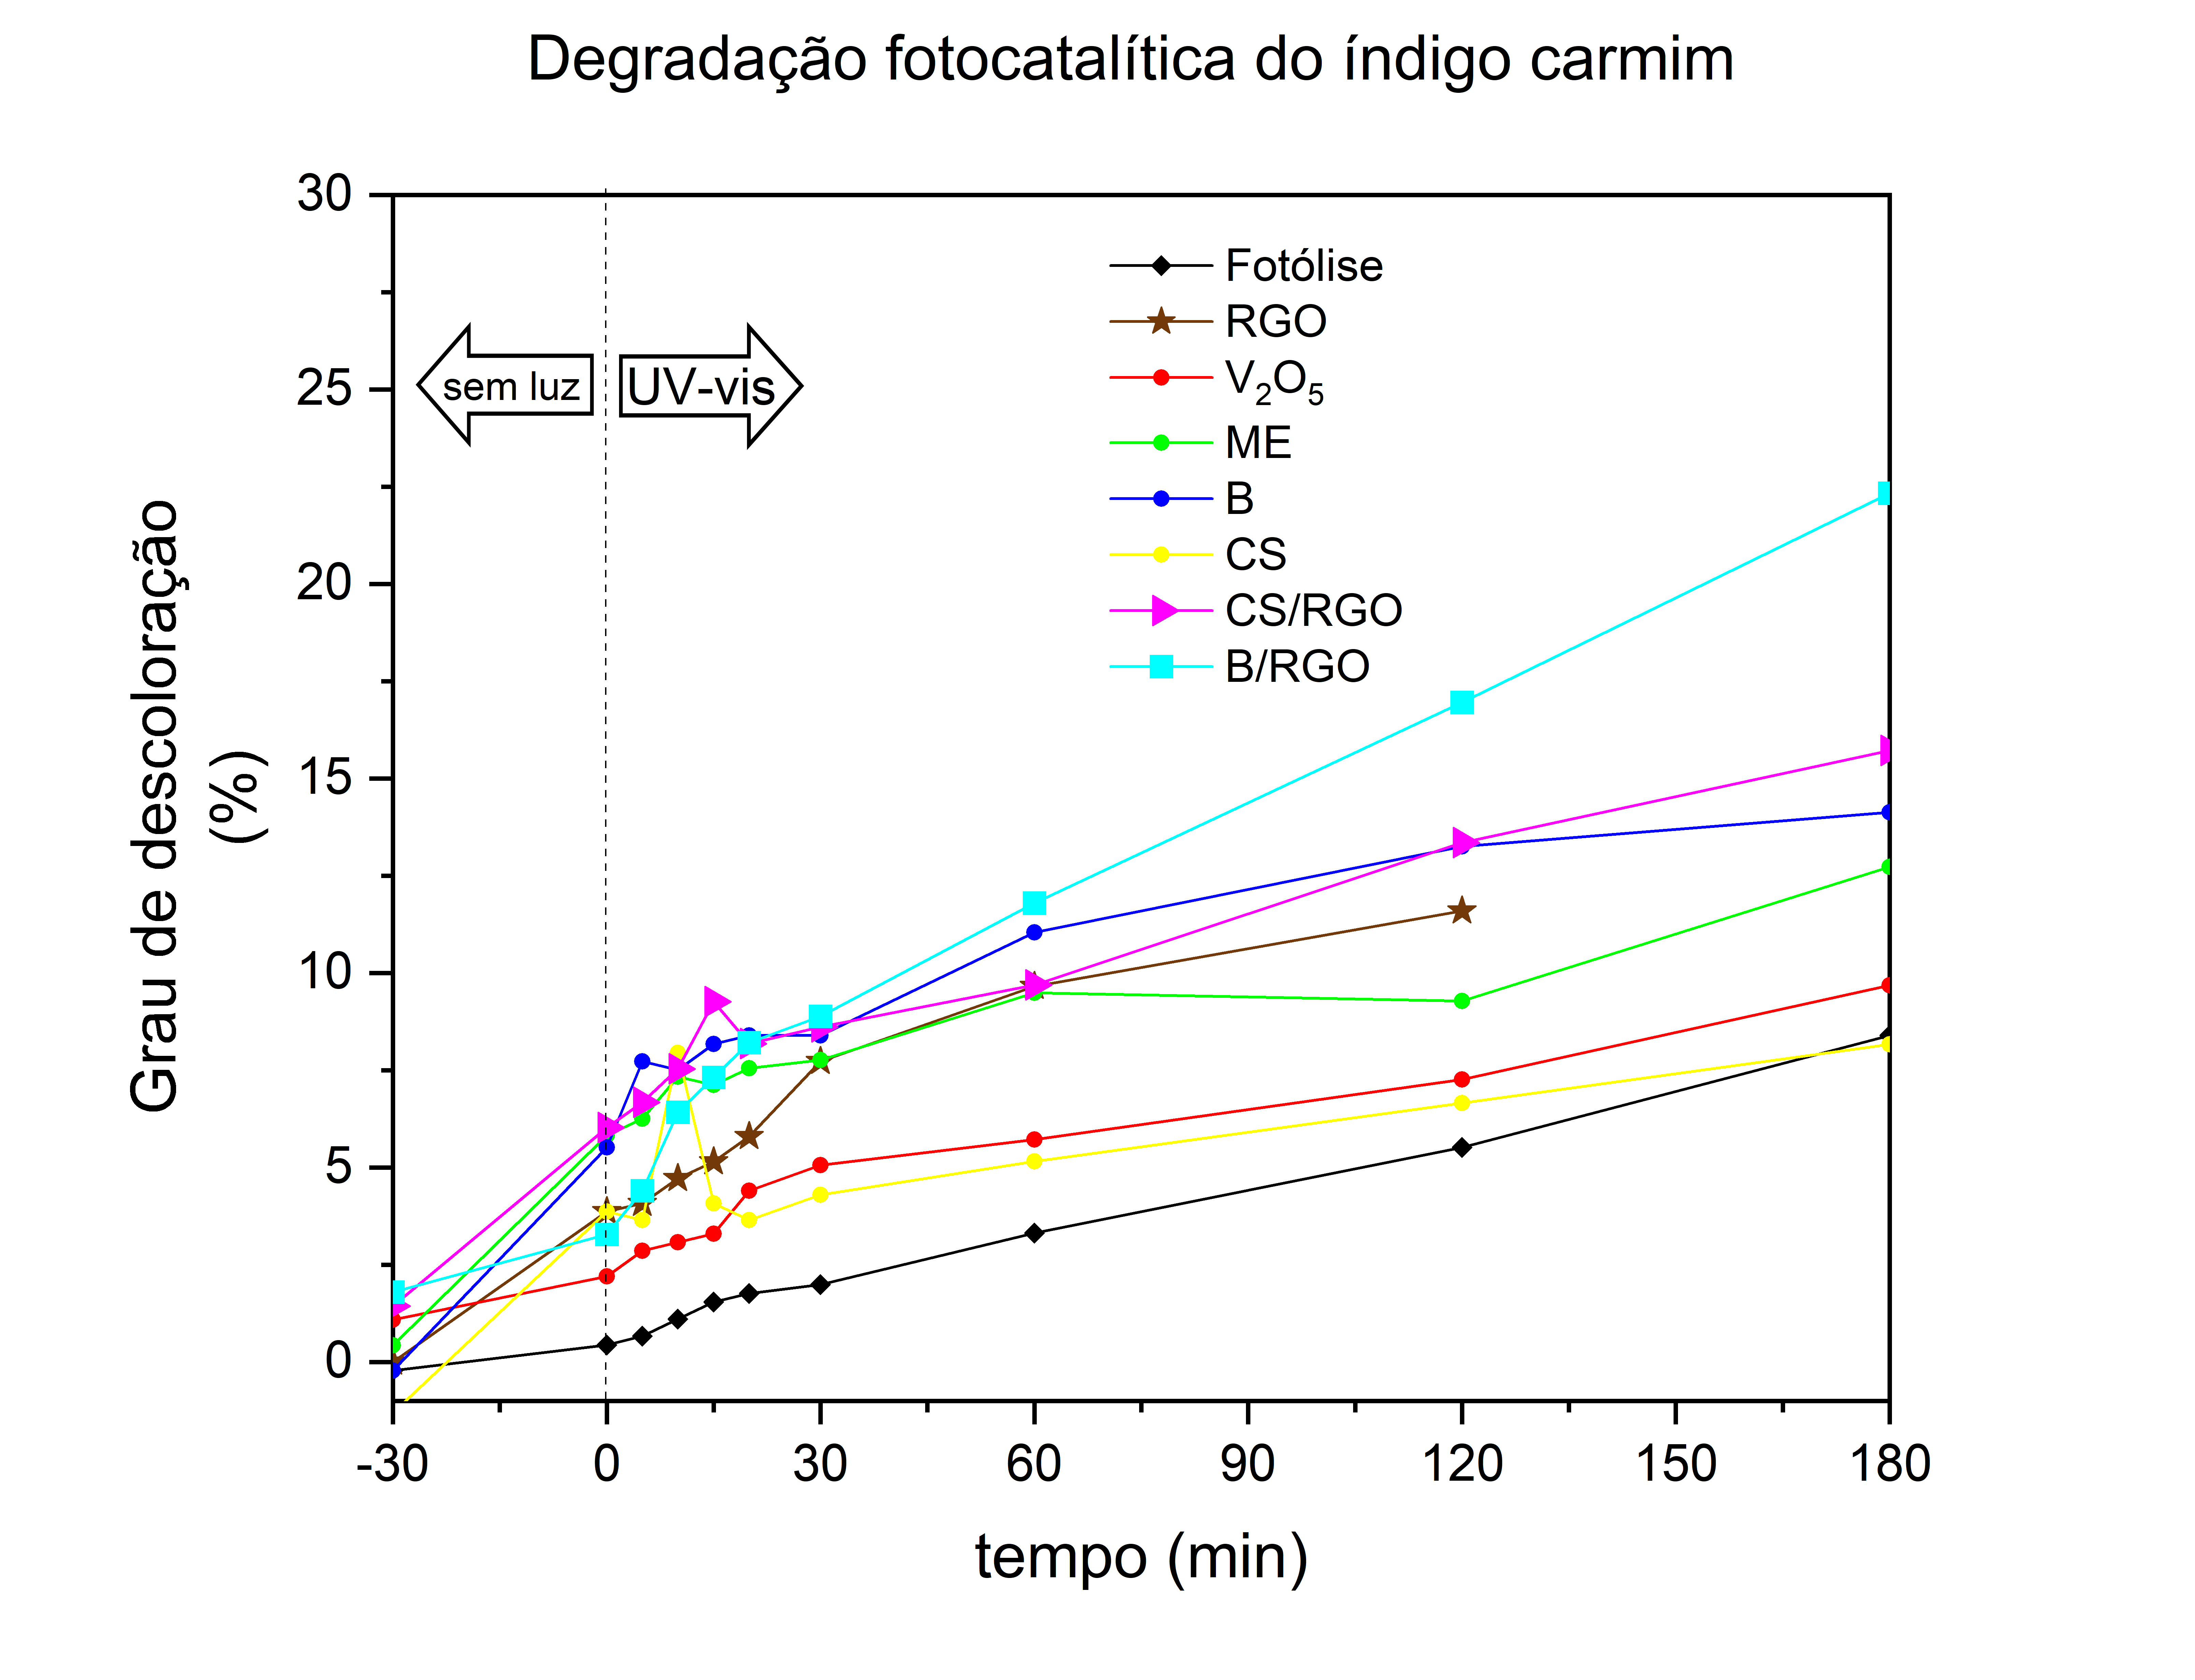 Degradação fotocatalítica do índigo carmim
Grau de descoloração
(%)
30
25
20
15
10
5
0
sem luz
UV-vis
Fotólise
RGO
V₂O₅
ME
B
CS
CS/RGO
B/RGO
-30 0 30 60 90 120 150 180
tempo (min)